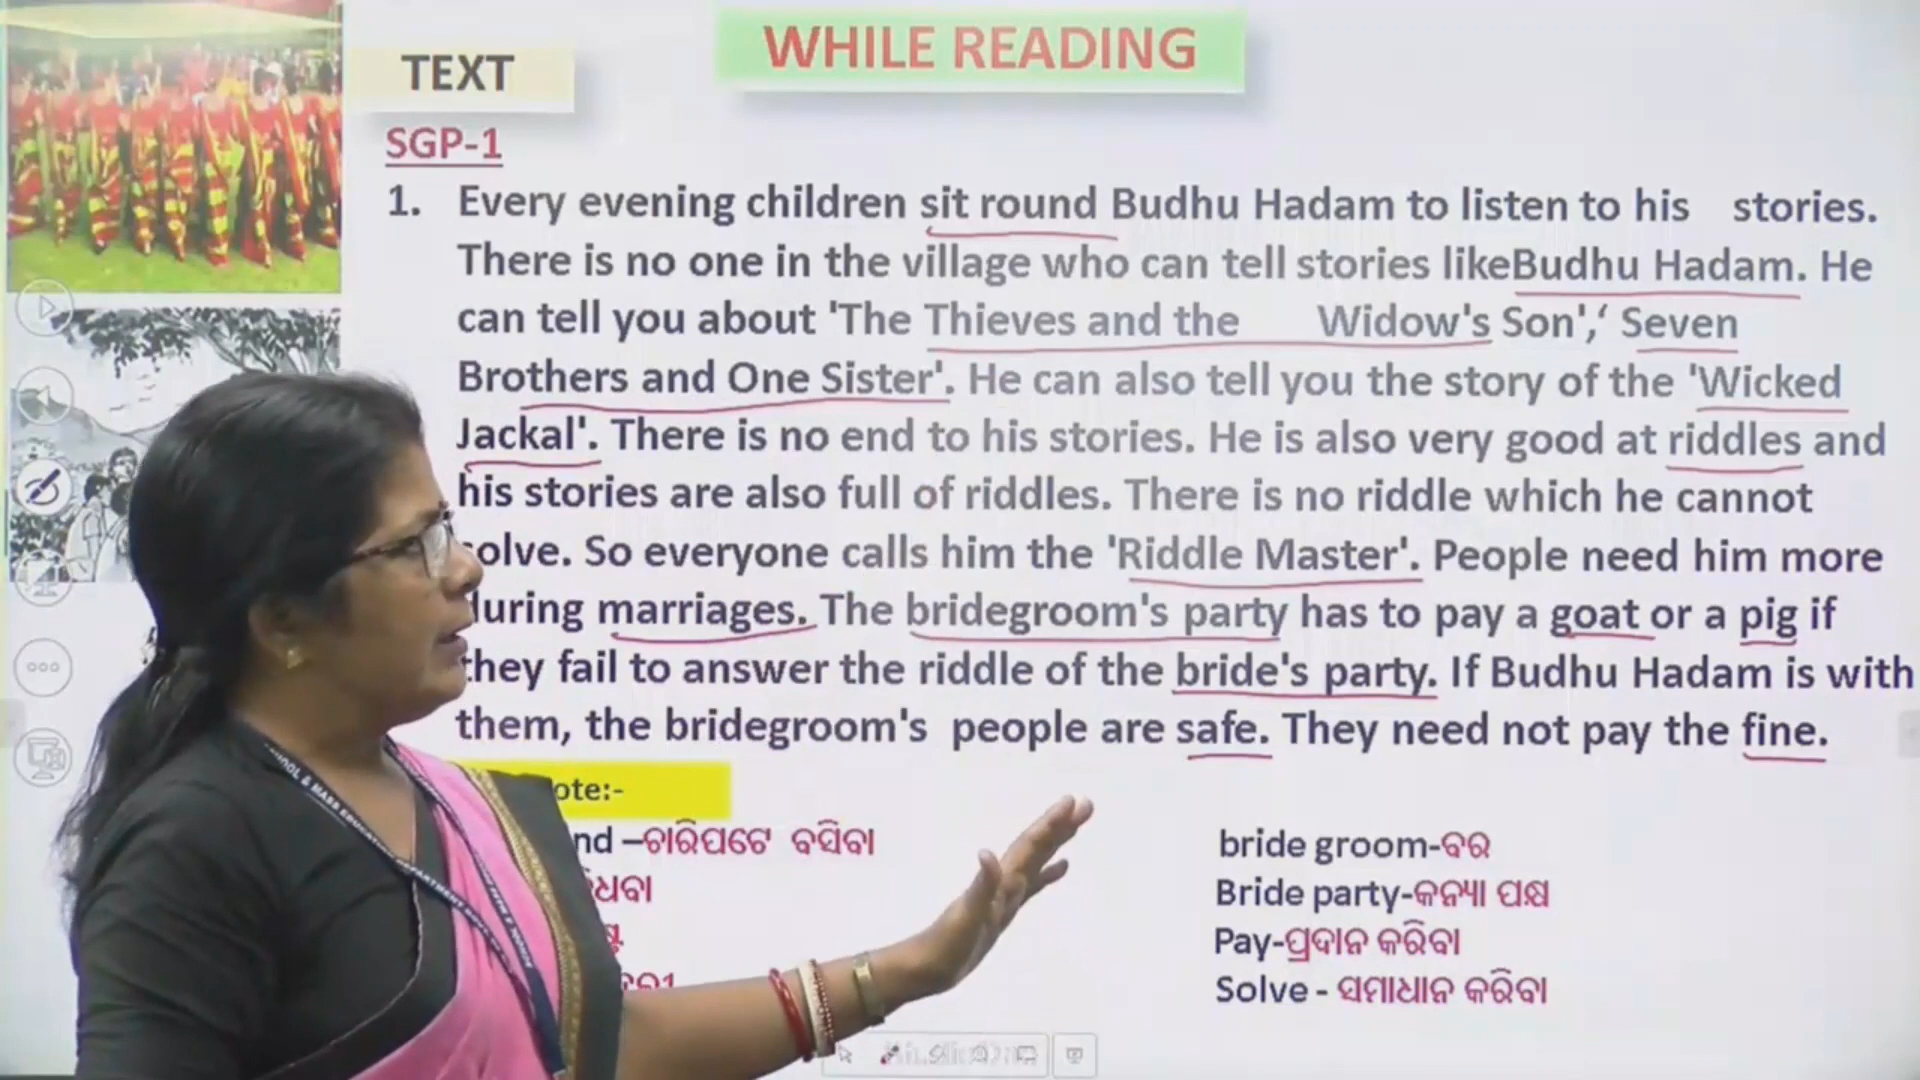 WHILE READING
TEXT
SGP-1
1. Every evening children sit round Budhu Hadam to listen to his stories.
There is no one in the village who can tell stories likeBudhu Hadam. He
can tell you about 'The Thieves and the Widow's Son',‘ Seven
Brothers and One Sister'. He can also tell you the story of the 'Wicked
Jackal'. There is no end to his stories. He is also very good at riddles and
his stories are also full of riddles. There is no riddle which he cannot
solve. So everyone calls him the 'Riddle Master'. People need him more
during marriages. The bridegroom's party has to pay a goat or a pig if
they fail to answer the riddle of the bride's party. If Budhu Hadam is with
them, the bridegroom's people are safe. They need not pay the fine.
ote:-
nd –ଚାରିପଟେ ବସିବା
bride groom-ବର
Bride party-କନ୍ୟା ପକ୍ଷ
Pay-ପ୍ରଦାନ କରିବା
Solve - ସମାଧାନ କରିବା